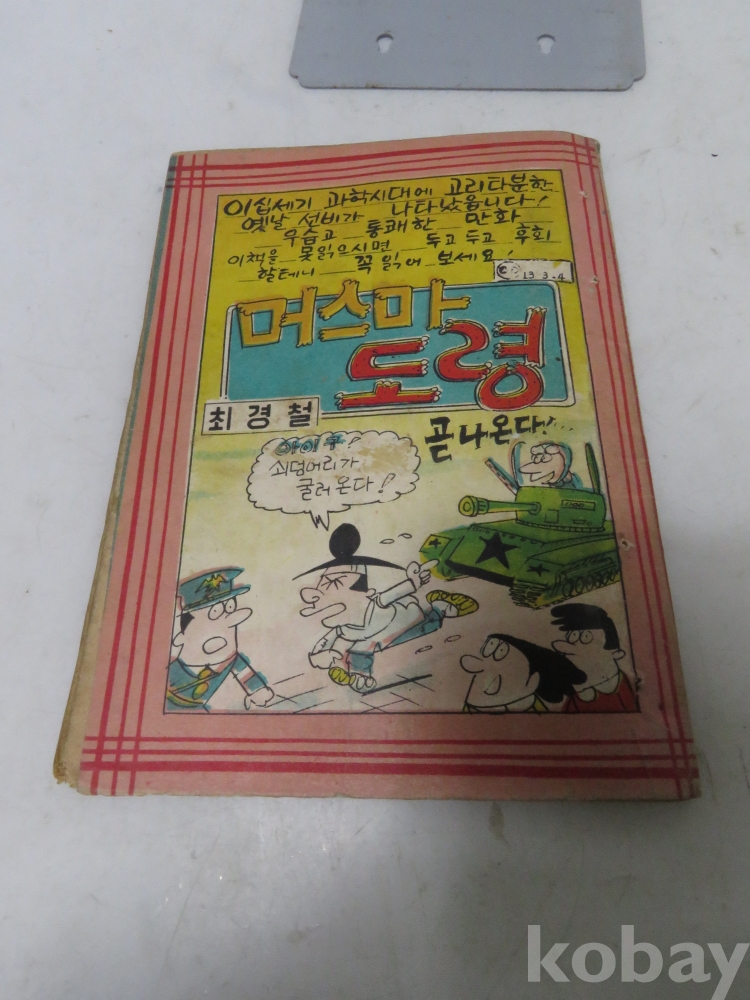 이십세기 과학시대에 고리타분한
옛날 선비가 나타났읍니다!
우습고 통쾌한 만화
이책을 못읽으시면 두고두고 후회
할테니 꼭읽어 보세요!
13 3.4
머스마
도령
최경철
곧나온다!...
아이쿠!
쇠덩머리가
굴러온다!
kobay